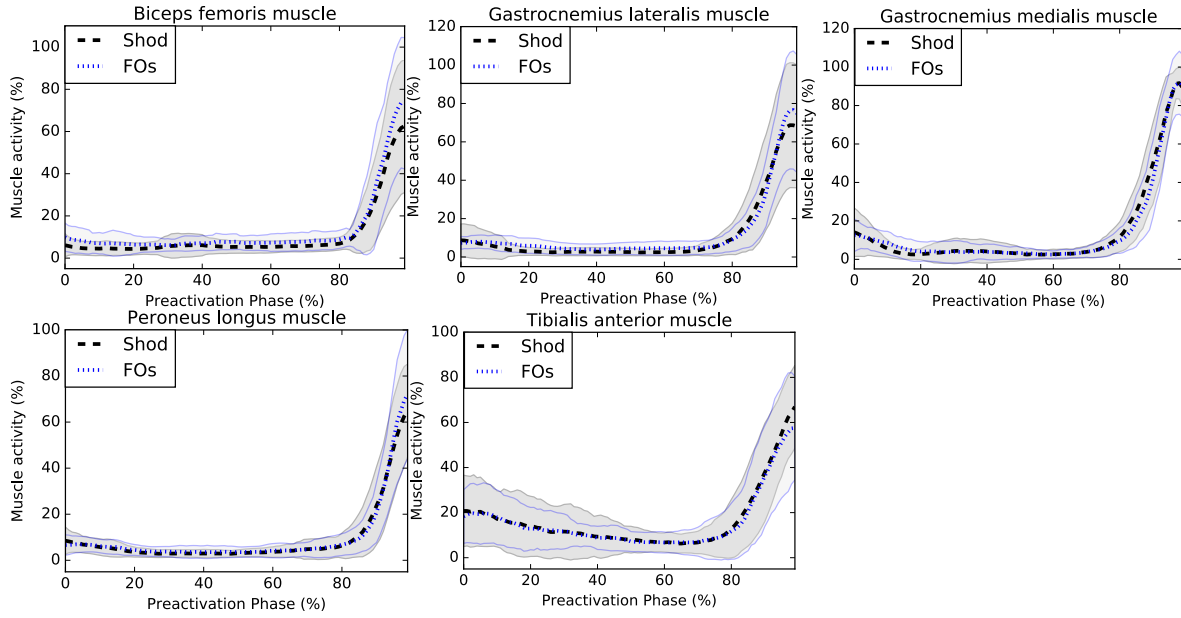 Biceps femoris muscle
Muscle activity (%)
100
80
60
40
20
0
Shod
FOs
0 20 40 60 80
Preactivation Phase (%)
Gastrocnemius lateralis muscle
Muscle activity (%)
120
100
80
60
40
20
0
Shod
FOs
0 20 40 60 80
Preactivation Phase (%)
Gastrocnemius medialis muscle
Muscle activity (%)
120
100
80
60
40
20
0
Shod
FOs
0 20 40 60 80
Preactivation Phase (%)
Peroneus longus muscle
Muscle activity (%)
100
80
60
40
20
0
Shod
FOs
0 20 40 60 80
Preactivation Phase (%)
Tibialis anterior muscle
Muscle activity (%)
100
80
60
40
20
0
Shod
FOs
0 20 40 60 80
Preactivation Phase (%)